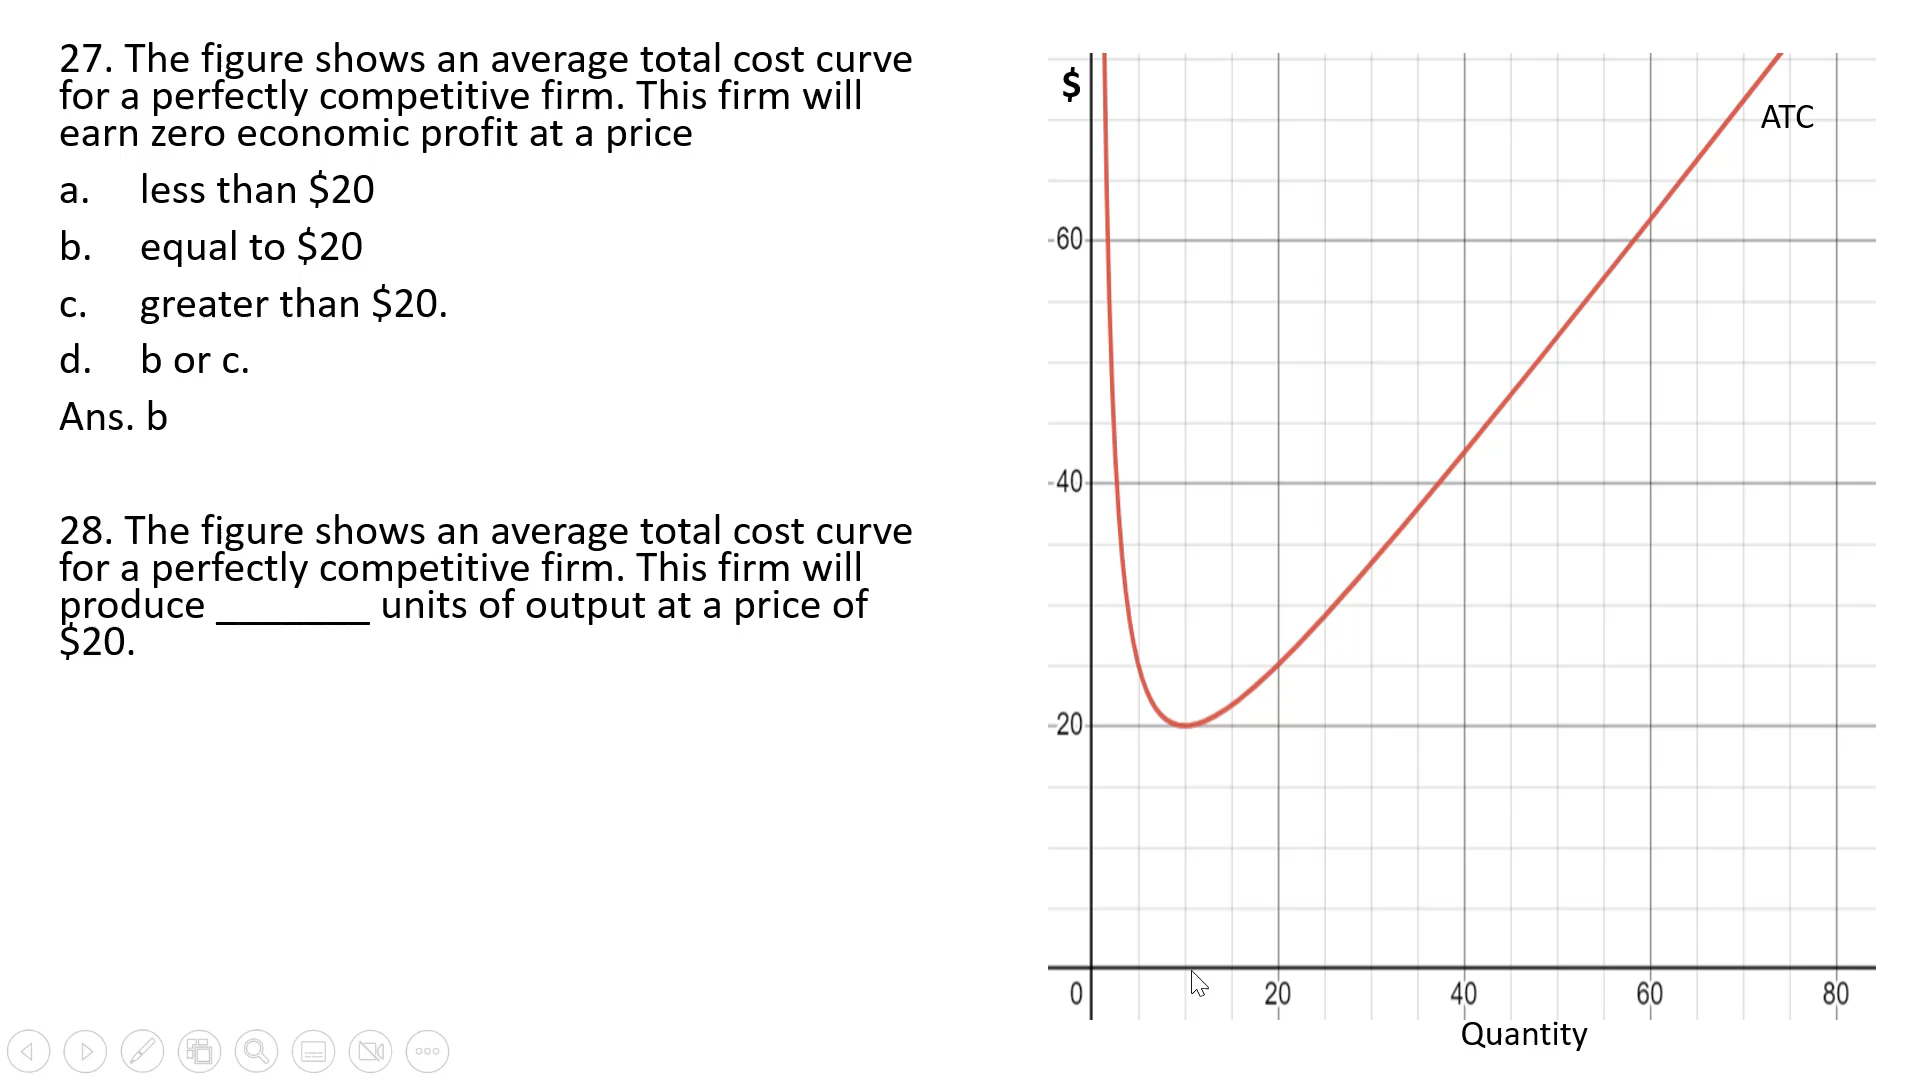 27. The figure shows an average total cost curve
for a perfectly competitive firm. This firm will
earn zero economic profit at a price
a. less than $20
b. equal to $20
c. greater than $20.
d. b or c.
Ans. b
28. The figure shows an average total cost curve
for a perfectly competitive firm. This firm will
produce _______ units of output at a price of
$20.
$
ATC
60
40
20
0 20 40 60 80
Quantity